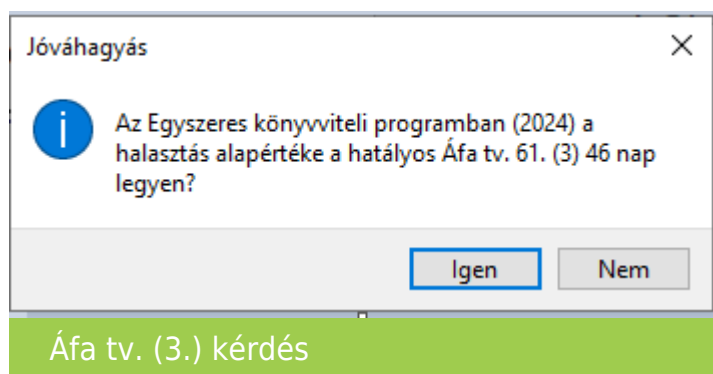 Jóváhagyás
Az Egyszeres könyvviteli programban (2024) a
halasztás alapértéke a hatályos Áfa tv. 61. (3) 46 nap
legyen?
Igen
Nem
Áfa tv. (3.) kérdés